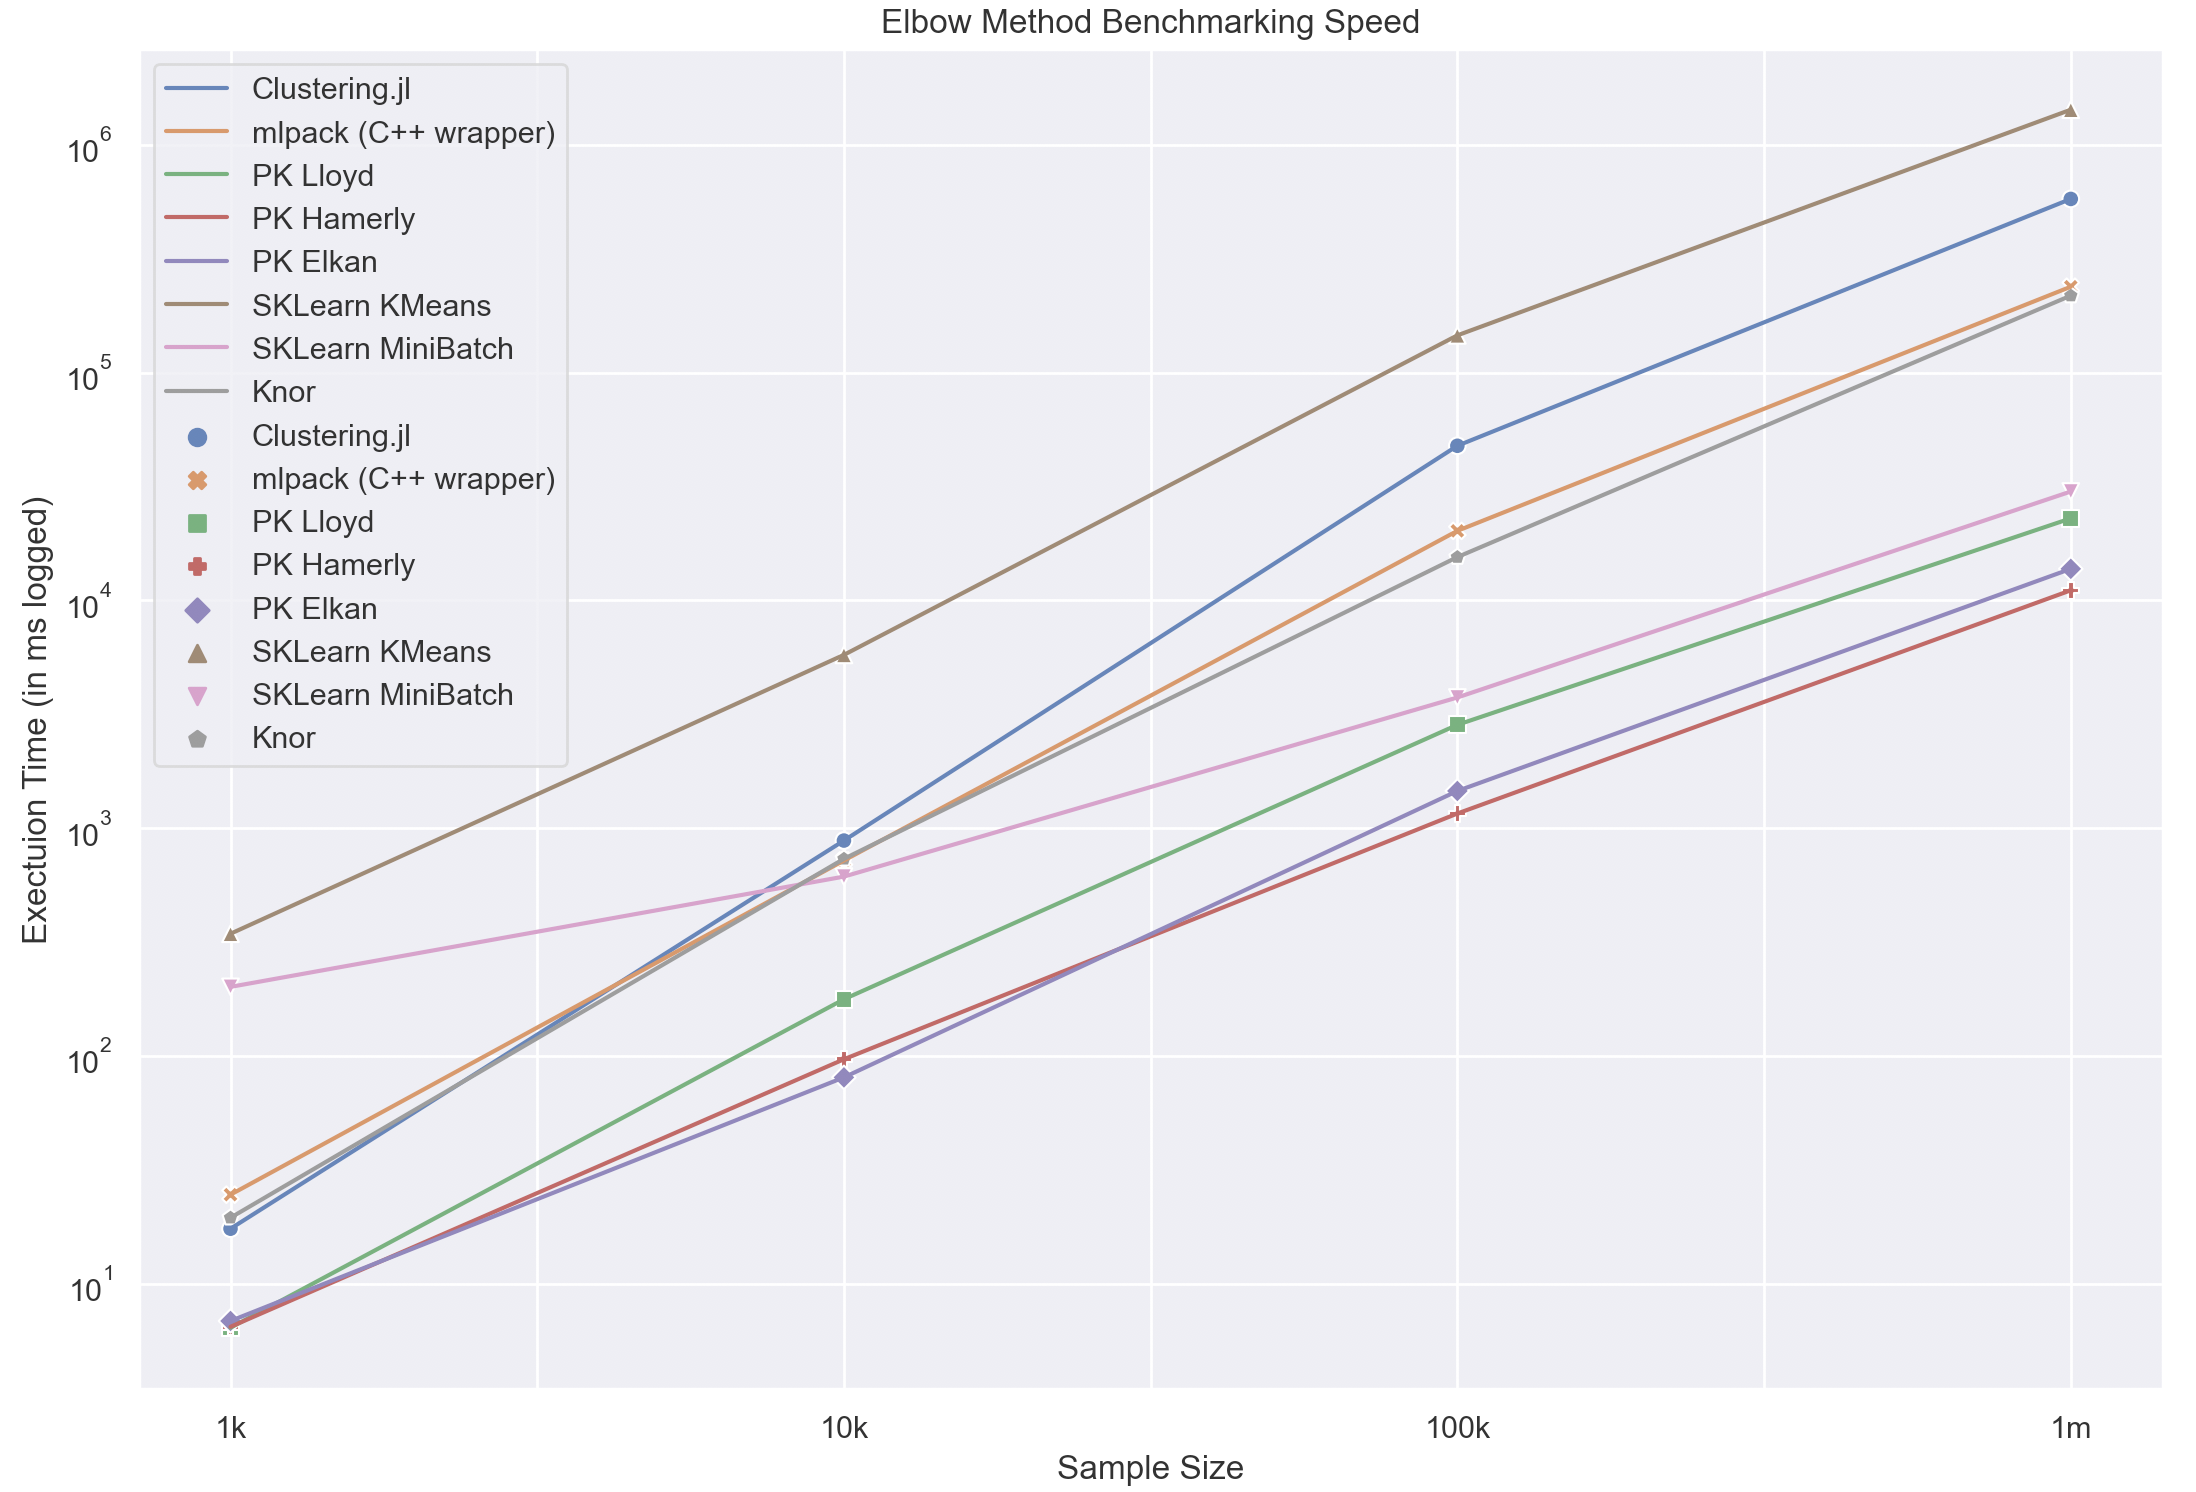 Elbow Method Benchmarking Speed
Clustering.jl
mlpack (C++ wrapper)
PK Lloyd
PK Hamerly
PK Elkan
SKLearn KMeans
SKLearn MiniBatch
Knor
Clustering.jl
mlpack (C++ wrapper)
PK Lloyd
PK Hamerly
PK Elkan
SKLearn KMeans
SKLearn MiniBatch
Knor
Exectuion Time (in ms logged)
10^6
10^5
10^4
10^3
10^2
10^1
1k 10k 100k 1m
Sample Size